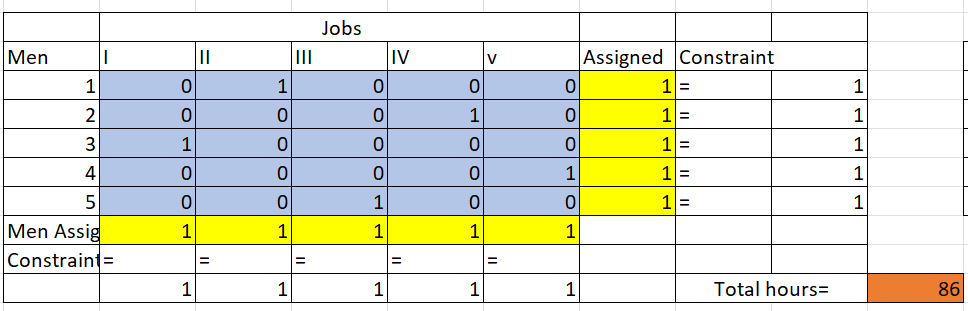 Jobs
Men I II III IV v Assigned Constraint
1 0 1 0 0 0 1 = 1
2 0 0 0 1 0 1 = 1
3 1 0 0 0 0 1 = 1
4 0 0 0 0 1 1 = 1
5 0 0 1 0 0 1 = 1
Men Assig 1 1 1 1 1
Constraint = = = = =
1 1 1 1 1 Total hours= 86